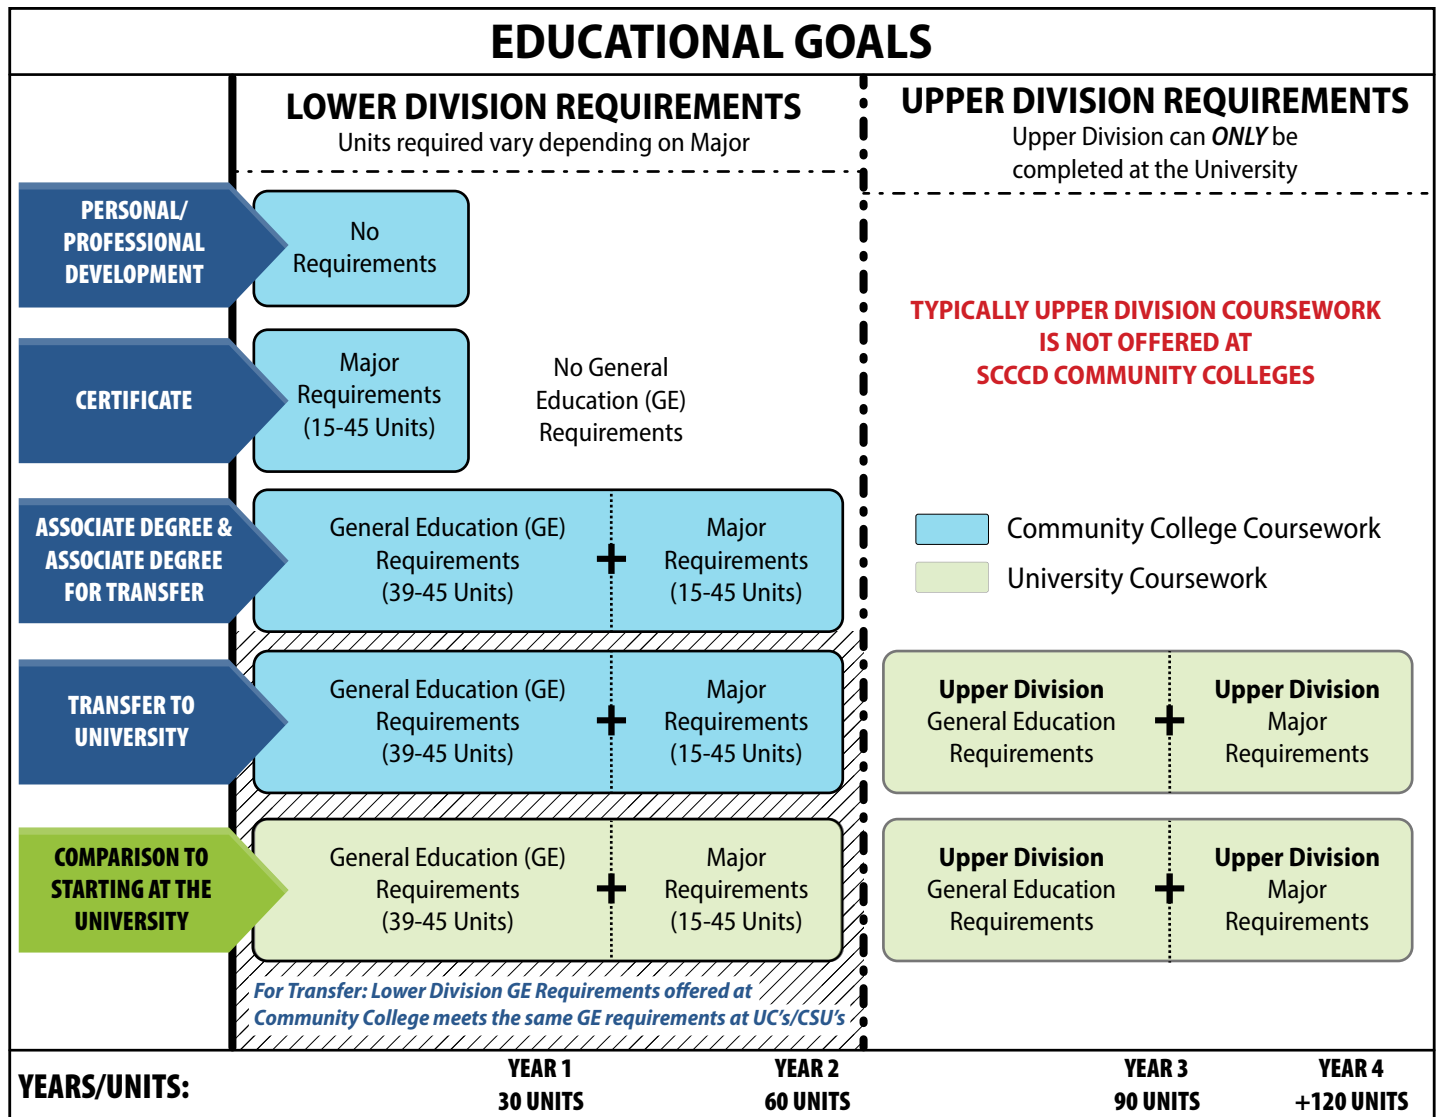 EDUCATIONAL GOALS
LOWER DIVISION REQUIREMENTS
Units required vary depending on Major
UPPER DIVISION REQUIREMENTS
Upper Division can ONLY be
completed at the University
PERSONAL/
PROFESSIONAL
DEVELOPMENT
No
Requirements
TYPICALLY UPPER DIVISION COURSEWORK
IS NOT OFFERED AT
SCCCD COMMUNITY COLLEGES
CERTIFICATE
Major
Requirements
(15-45 Units)
No General
Education (GE)
Requirements
ASSOCIATE DEGREE &
ASSOCIATE DEGREE
FOR TRANSFER
General Education (GE)
Requirements
(39-45 Units)
+
Major
Requirements
(15-45 Units)
Community College Coursework
University Coursework
TRANSFER TO
UNIVERSITY
General Education (GE)
Requirements
(39-45 Units)
+
Major
Requirements
(15-45 Units)
Upper Division
General Education
Requirements
+
Upper Division
Major
Requirements
COMPARISON TO
STARTING AT THE
UNIVERSITY
General Education (GE)
Requirements
(39-45 Units)
+
Major
Requirements
(15-45 Units)
Upper Division
General Education
Requirements
+
Upper Division
Major
Requirements
For Transfer: Lower Division GE Requirements offered at
Community College meets the same GE requirements at UC's/CSU's
YEARS/UNITS:
YEAR 1
30 UNITS
YEAR 2
60 UNITS
YEAR 3
90 UNITS
YEAR 4
+120 UNITS